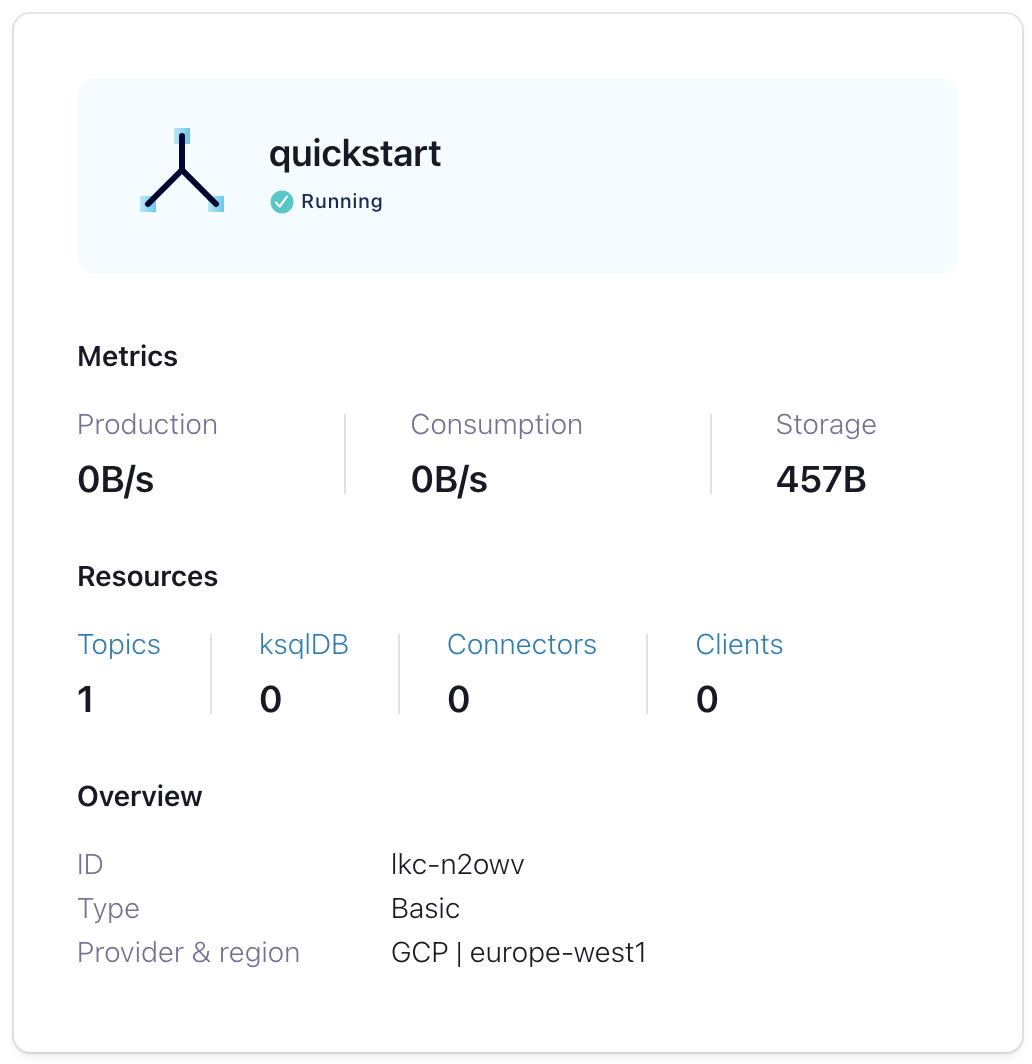 quickstart
Running
Metrics
Production Consumption Storage
0B/s 0B/s 457B
Resources
Topics ksqlDB Connectors Clients
1 0 0 0
Overview
ID lkc-n2owv
Type Basic
Provider & region GCP | europe-west1